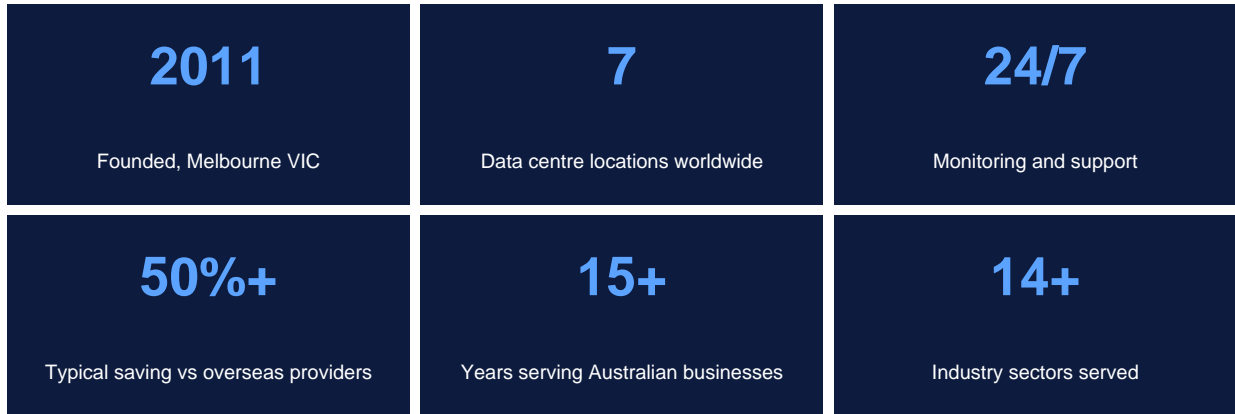 2011
Founded, Melbourne VIC
7
Data centre locations worldwide
24/7
Monitoring and support
50%+
Typical saving vs overseas providers
15+
Years serving Australian businesses
14+
Industry sectors served